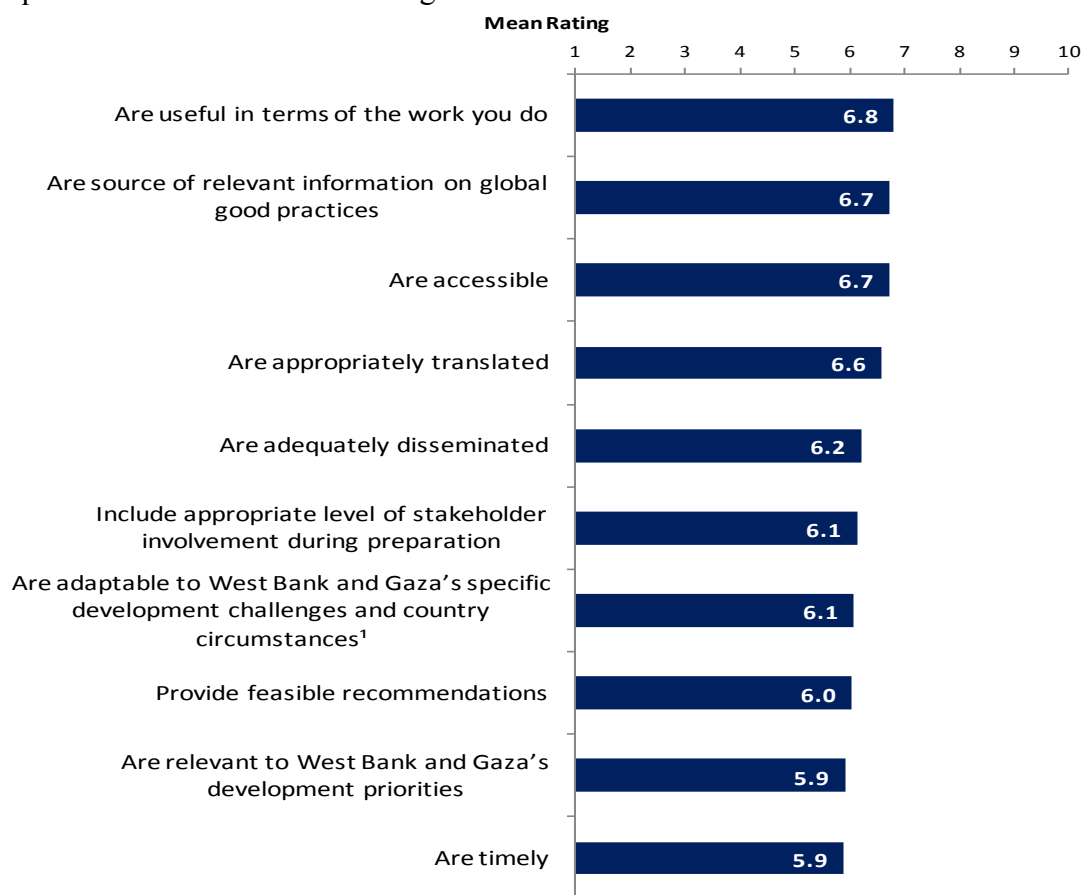 Mean Rating
1 2 3 4 5 6 7 8 9 10
Are useful in terms of the work you do
6.8
Are source of relevant information on global
good practices
6.7
Are accessible
6.7
Are appropriately translated
6.6
Are adequately disseminated
6.2
Include appropriate level of stakeholder
involvement during preparation
6.1
Are adaptable to West Bank and Gaza’s specific
development challenges and country
circumstances¹
6.1
Provide feasible recommendations
6.0
Are relevant to West Bank and Gaza’s
development priorities
5.9
Are timely
5.9